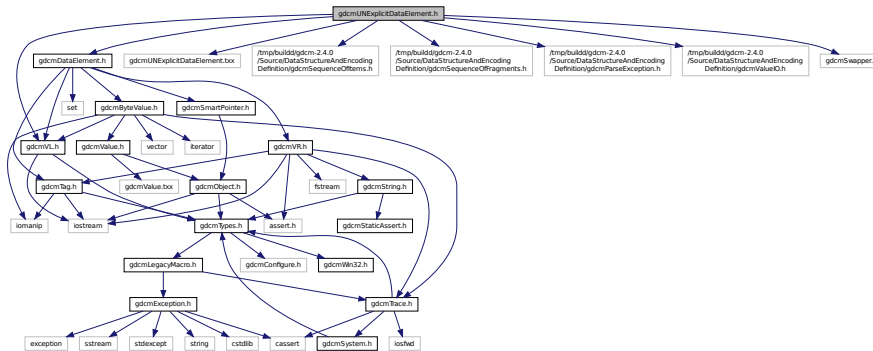 gdcmUNExplicitDataElement.h
gdcmDataElement.h
gdcmUNExplicitDataElement.txx
/tmp/buildd/gdcm-2.4.0
/Source/DataStructureAndEncoding
Definition/gdcmSequenceOfItems.h
/tmp/buildd/gdcm-2.4.0
/Source/DataStructureAndEncoding
Definition/gdcmSequenceOfFragments.h
/tmp/buildd/gdcm-2.4.0
/Source/DataStructureAndEncoding
Definition/gdcmParseException.h
/tmp/buildd/gdcm-2.4.0
/Source/DataStructureAndEncoding
Definition/gdcmValueIO.h
gdcmSwapper.
set
gdcmByteValue.h
gdcmSmartPointer.h
gdcmVL.h
gdcmValue.h
vector
iterator
gdcmVR.h
gdcmTag.h
gdcmValue.txx
gdcmObject.h
fstream
gdcmString.h
iomanip
iostream
gdcmTypes.h
assert.h
gdcmStaticAssert.h
gdcmLegacyMacro.h
gdcmConfigure.h
gdcmWin32.h
gdcmException.h
gdcmTrace.h
exception
sstream
stdexcept
string
cstdlib
cassert
gdcmSystem.h
iosfwd